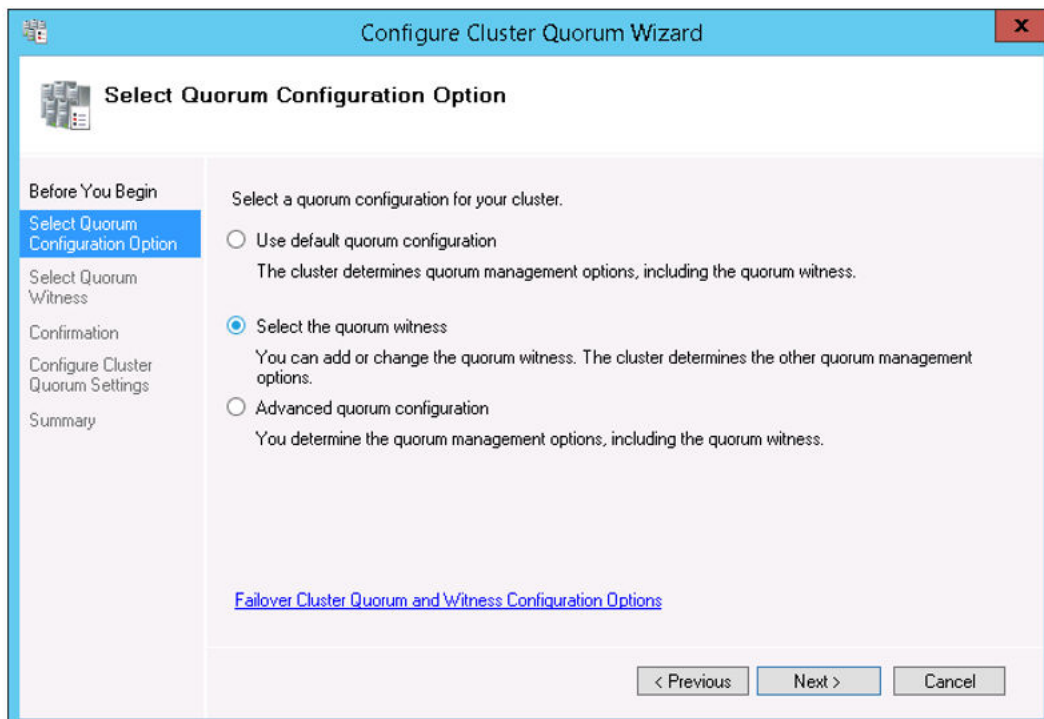 Configure Cluster Quorum Wizard
x
Select Quorum Configuration Option
Before You Begin
Select Quorum
Configuration Option
Select Quorum
Witness
Confirmation
Configure Cluster
Quorum Settings
Summary
Select a quorum configuration for your cluster.
Use default quorum configuration
The cluster determines quorum management options, including the quorum witness.
Select the quorum witness
You can add or change the quorum witness. The cluster determines the other quorum management
options.
Advanced quorum configuration
You determine the quorum management options, including the quorum witness.
Failover Cluster Quorum and Witness Configuration Options
< Previous
Next >
Cancel